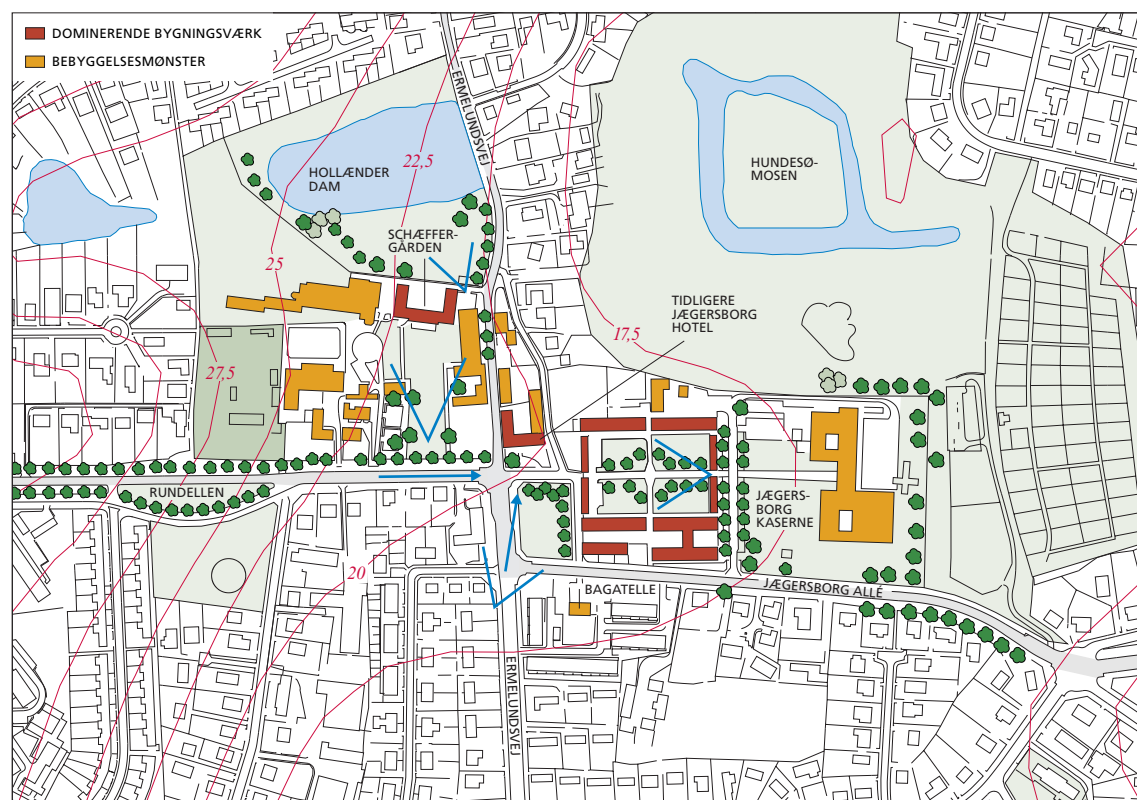 DOMINERENDE BYGNINGSVÆRK
BEBYGGELSESMØNSTER
ERMELUNDSVEJ
HOLLÆNDER
DAM
22,5
HUNDESØ-
MOSEN
SCHÆFFER-
GÅRDEN
25
TIDLIGERE
JÆGERSBORG
HOTEL
17,5
27,5
RUNDELLEN
JÆGERS-
BORG
KASERNE
20
BAGATELLE
JÆGERSBORG ALLÉ
ERMELUNDSVEJ